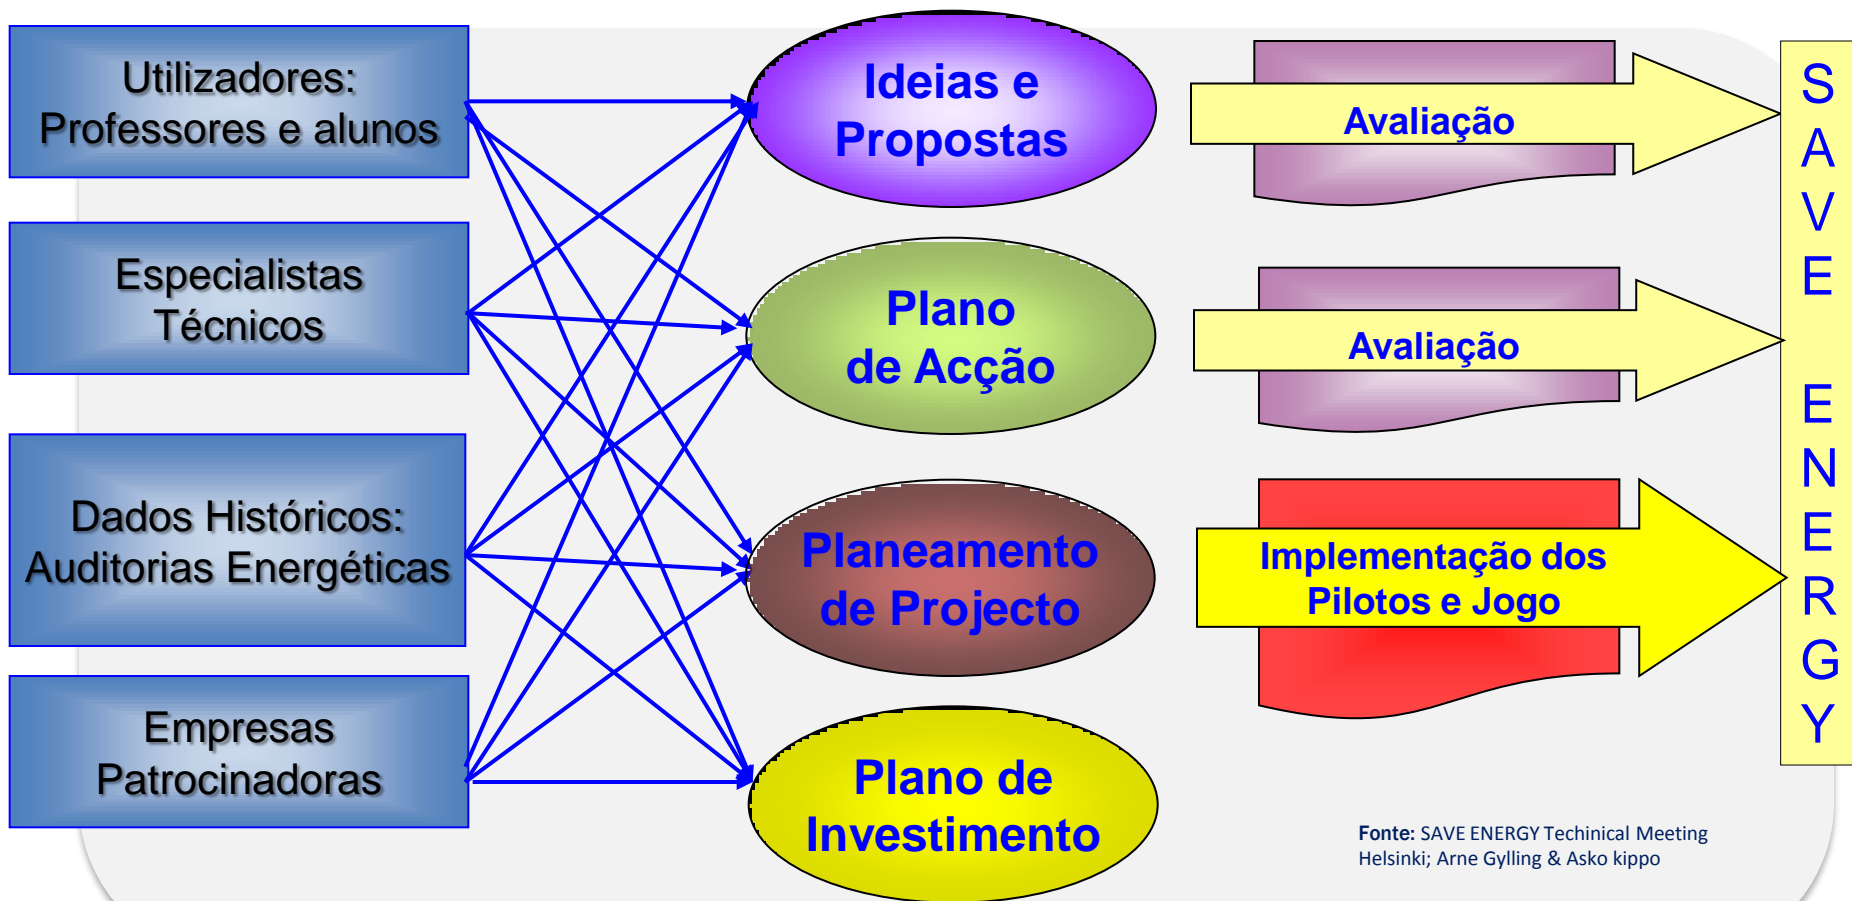 Utilizadores:
Professores e alunos
Especialistas
Técnicos
Dados Históricos:
Auditorias Energéticas
Empresas
Patrocinadoras
Ideias e
Propostas
Plano
de Acção
Planeamento
de Projecto
Plano de
Investimento
Avaliação
Avaliação
Implementação dos
Pilotos e Jogo
SAVE ENERGY
Fonte: SAVE ENERGY Techinical Meeting
Helsinki; Arne Gylling & Asko kippo